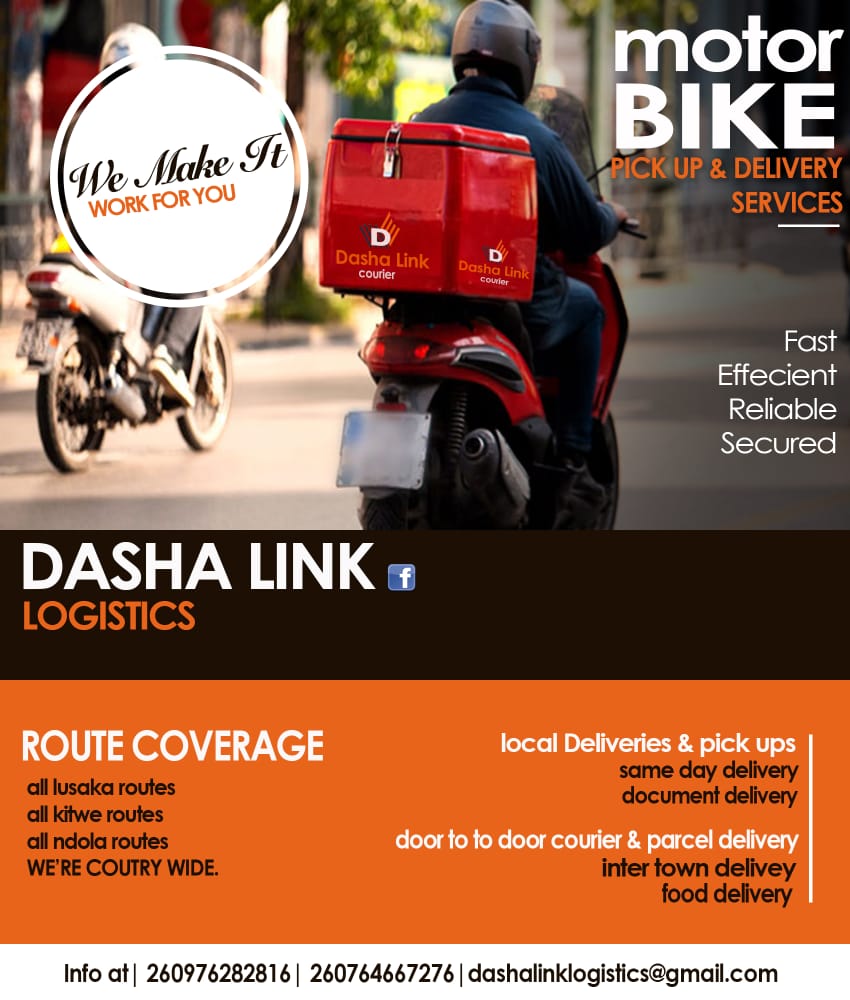 motor
BIKE
PICK UP & DELIVERY
SERVICES
We Make It
WORK FOR YOU
D
Dasha Link
courier
D
Dasha Link
courier
Fast
Effecient
Reliable
Secured
DASHA LINK f
LOGISTICS
ROUTE COVERAGE
all lusaka routes
all kitwe routes
all ndola routes
WE'RE COUTRY WIDE.
local Deliveries & pick ups
same day delivery
document delivery
door to to door courier & parcel delivery
inter town delivey
food delivery
Info at| 260976282816| 260764667276|dashalinklogistics@gmail.com